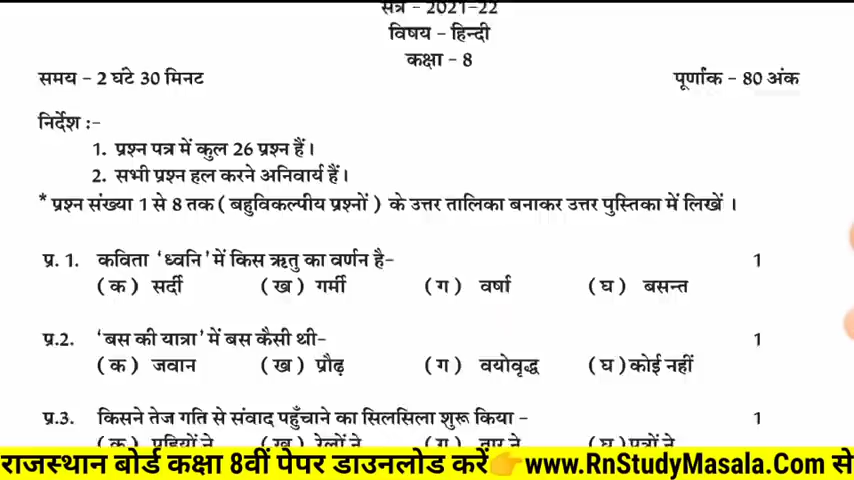 सत्र - 2021-22
विषय - हिन्दी
कक्षा - 8
समय - 2 घंटे 30 मिनट पूर्णांक - 80 अंक
निर्देश :-
1. प्रश्न पत्र में कुल 26 प्रश्न हैं ।
2. सभी प्रश्न हल करने अनिवार्य हैं ।
* प्रश्न संख्या 1 से 8 तक ( बहुविकल्पीय प्रश्नों ) के उत्तर तालिका बनाकर उत्तर पुस्तिका में लिखें ।
प्र. 1. कविता ‘ध्वनि’ में किस ऋतु का वर्णन है- 1
(क) सर्दी (ख) गर्मी (ग) वर्षा (घ) बसन्त
प्र.2. ‘बस की यात्रा’ में बस कैसी थी- 1
(क) जवान (ख) प्रौढ़ (ग) वयोवृद्ध (घ) कोई नहीं
प्र.3. किसने तेज गति से संवाद पहुँचाने का सिलसिला शुरू किया - 1
(क) पहियों ने (ख) रेलों ने (ग) तार ने (घ) पत्रों ने
राजस्थान बोर्ड कक्षा 8वीं पेपर डाउनलोड करें👉www.RnStudyMasala.Com से